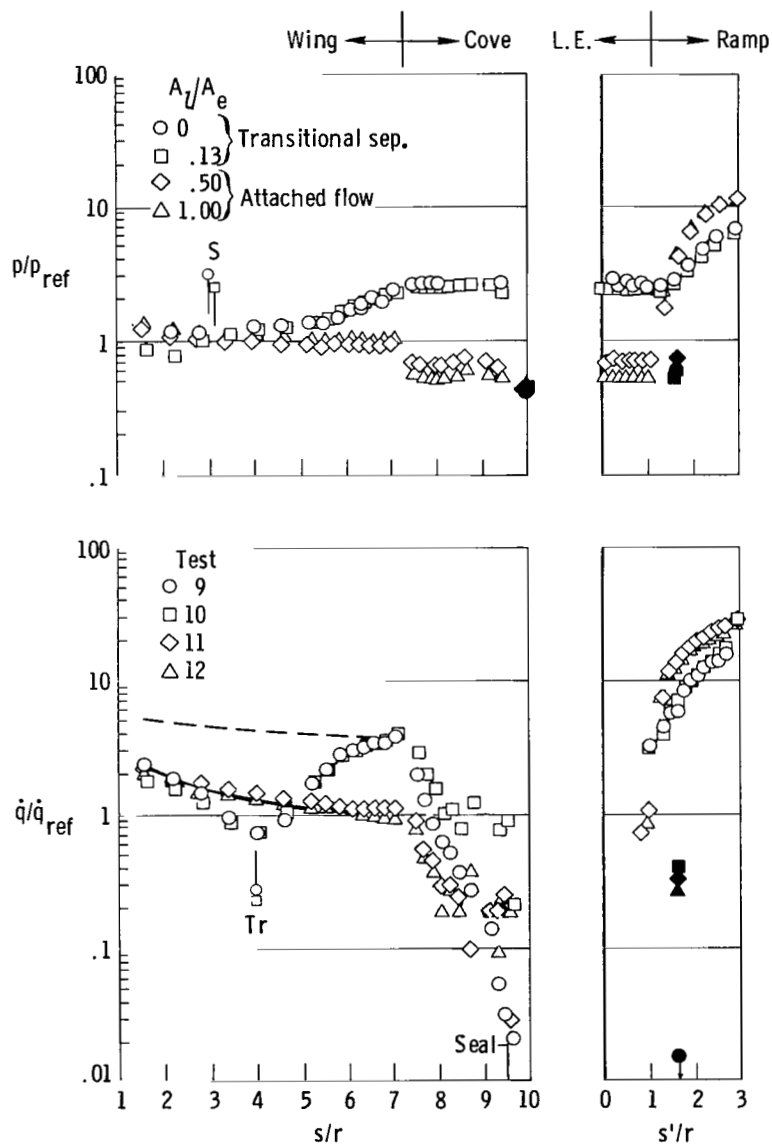 Wing Cove L.E. Ramp
100
A_l/A_e
0
.13
Transitional sep.
.50
1.00
Attached flow
10
S
p/p_ref
1
.1
100
Test
9
10
11
12
10
q̇/q̇_ref
1
Tr
.1
Seal
.01
1 2 3 4 5 6 7 8 9 10 0 1 2 3
s/r s'/r